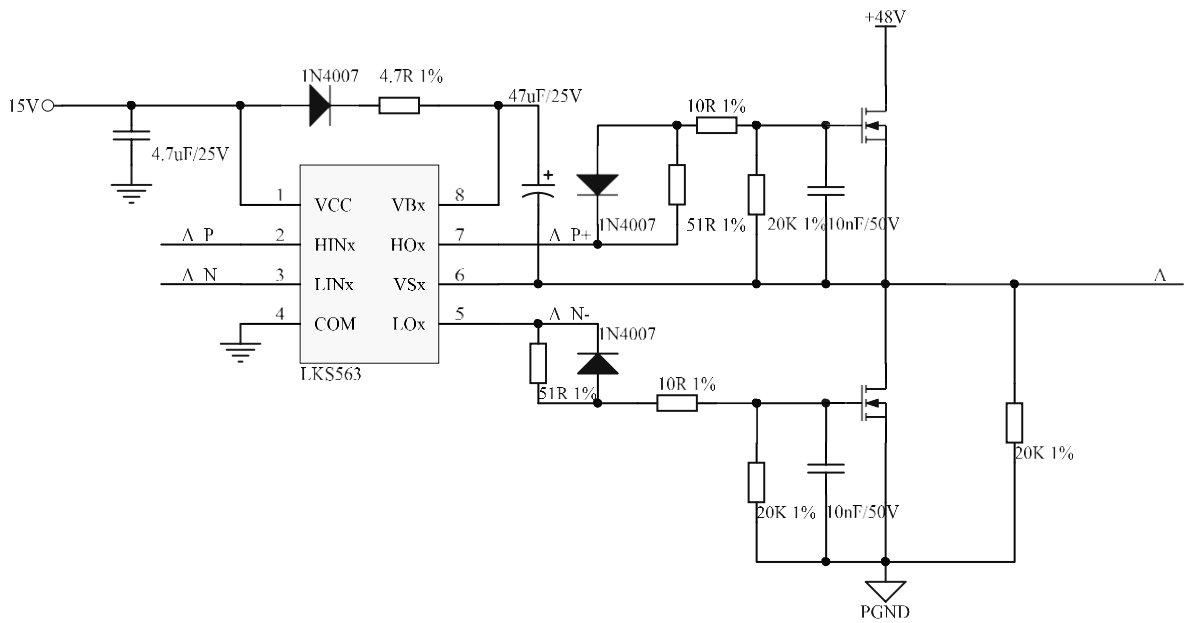 +48V
1N4007
4.7R 1%
47uF/25V
15V
10R 1%
4.7uF/25V
1
VCC
VBx
8
1N4007
51R 1%
20K 1%
10nF/50V
A_P
2
HINx
HOx
7
A_P+
A_N
3
LINx
VSx
6
A
4
COM
LOx
5
A_N-
1N4007
LKS563
51R 1%
10R 1%
20K 1%
20K 1%
10nF/50V
PGND